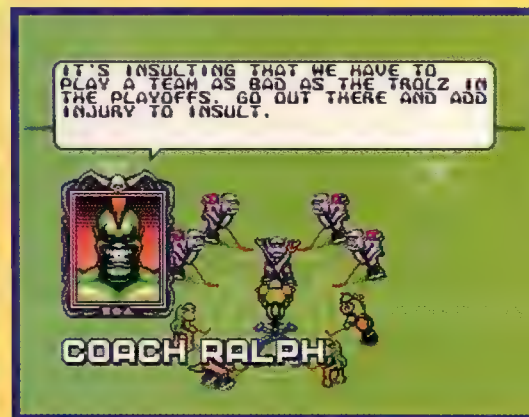 IT'S INSULTING THAT WE HAVE TO
PLAY A TEAM AS BAD AS THE TROLZ IN
THE PLAYOFFS. GO OUT THERE AND ADD
INJURY TO INSULT.
COACH RALPH